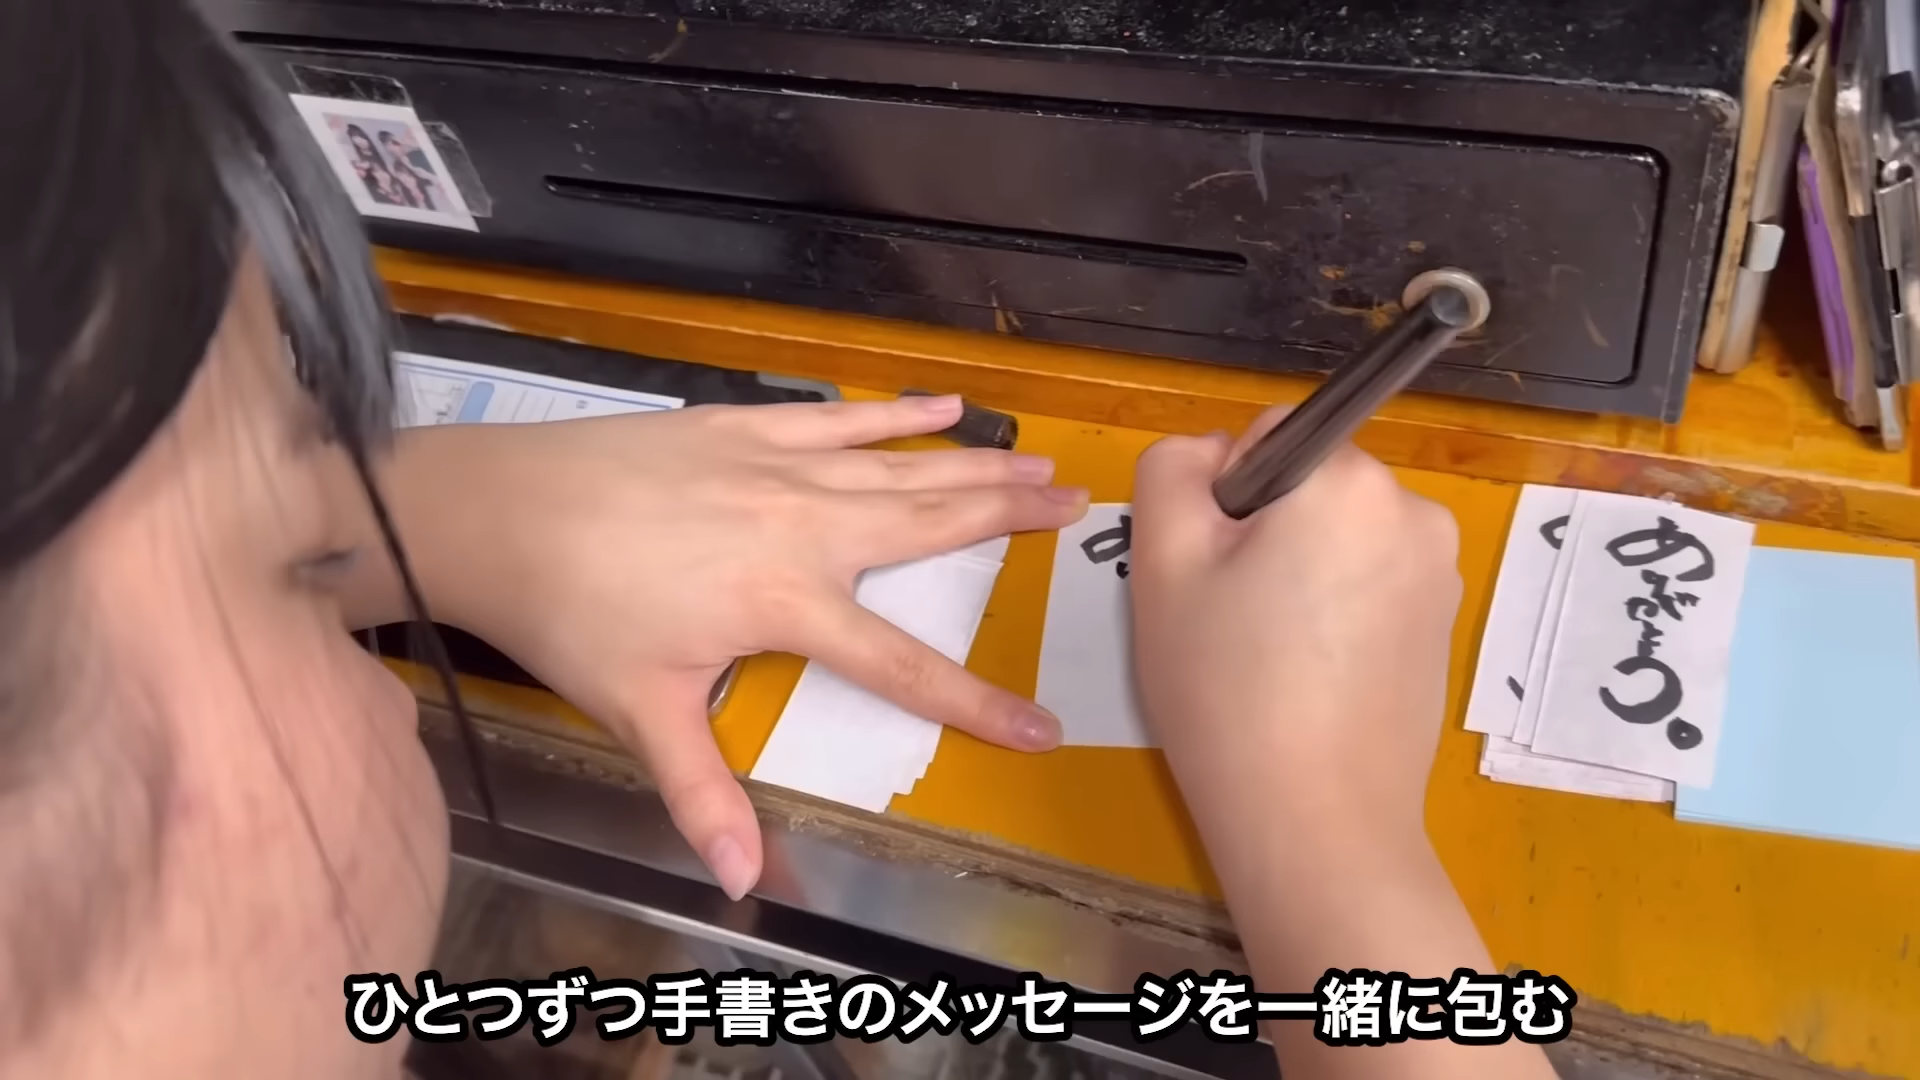 ありがとう。
ひとつずつ手書きのメッセージを一緒に包む